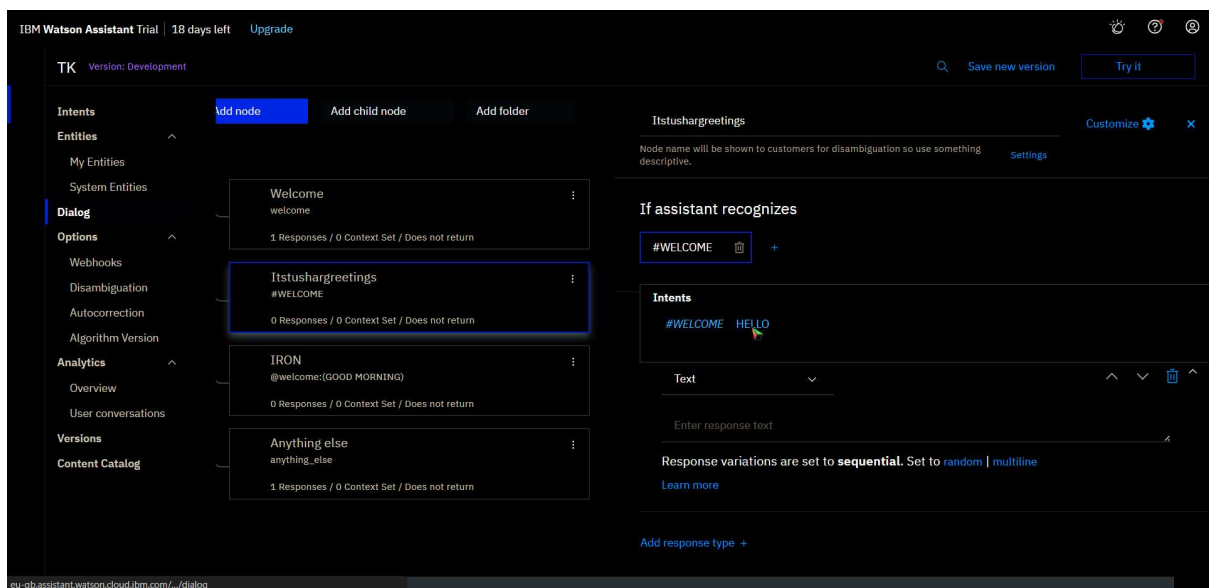 IBM Watson Assistant Trial 18 days left Upgrade
TK Version: Development
Save new version Try it
Intents
Entities
My Entities
System Entities
Dialog
Options
Webhooks
Disambiguation
Autocorrection
Algorithm Version
Analytics
Overview
User conversations
Versions
Content Catalog
Add node Add child node Add folder
Welcome
welcome
1 Responses / 0 Context Set / Does not return
Itstushargreetings
#WELCOME
0 Responses / 0 Context Set / Does not return
IRON
@welcome:(GOOD MORNING)
0 Responses / 0 Context Set / Does not return
Anything else
anything_else
1 Responses / 0 Context Set / Does not return
Itstushargreetings
Customize
Node name will be shown to customers for disambiguation so use something
descriptive.
Settings
If assistant recognizes
#WELCOME +
Intents
#WELCOME HELLO
Text
Enter response text
Response variations are set to sequential. Set to random | multiline
Learn more
Add response type +
eu-gb.assistant.watson.cloud.ibm.com/.../dialog